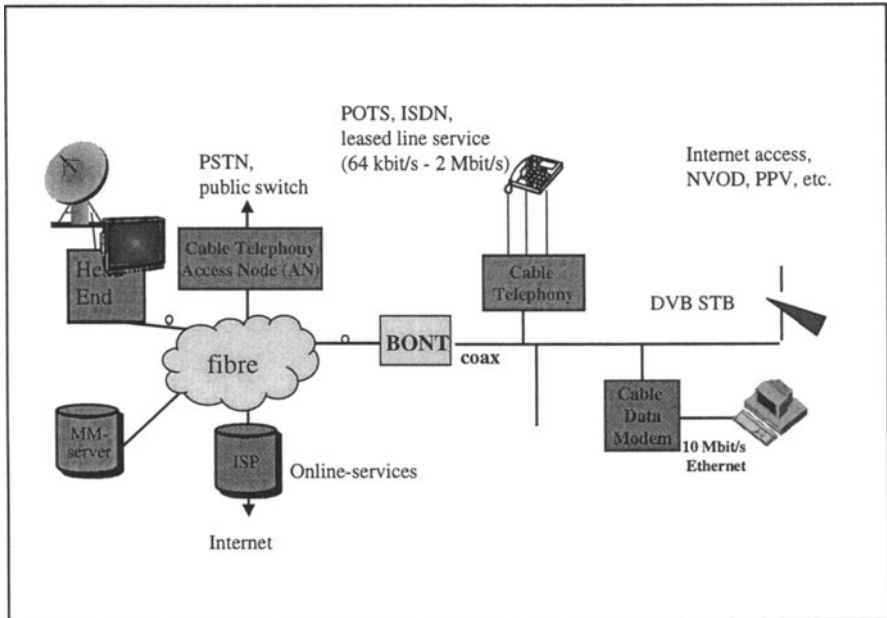 POTS, ISDN,
leased line service
(64 kbit/s - 2 Mbit/s)
PSTN,
public switch
Internet access,
NVOD, PPV, etc.
Cable Telephony
Access Node (AN)
End
Cable
Telephony
DVB STB
BONT
coax
fibre
MM-
server
ISP
Online-services
Cable
Data
Modem
10 Mbit/s
Ethernet
Internet